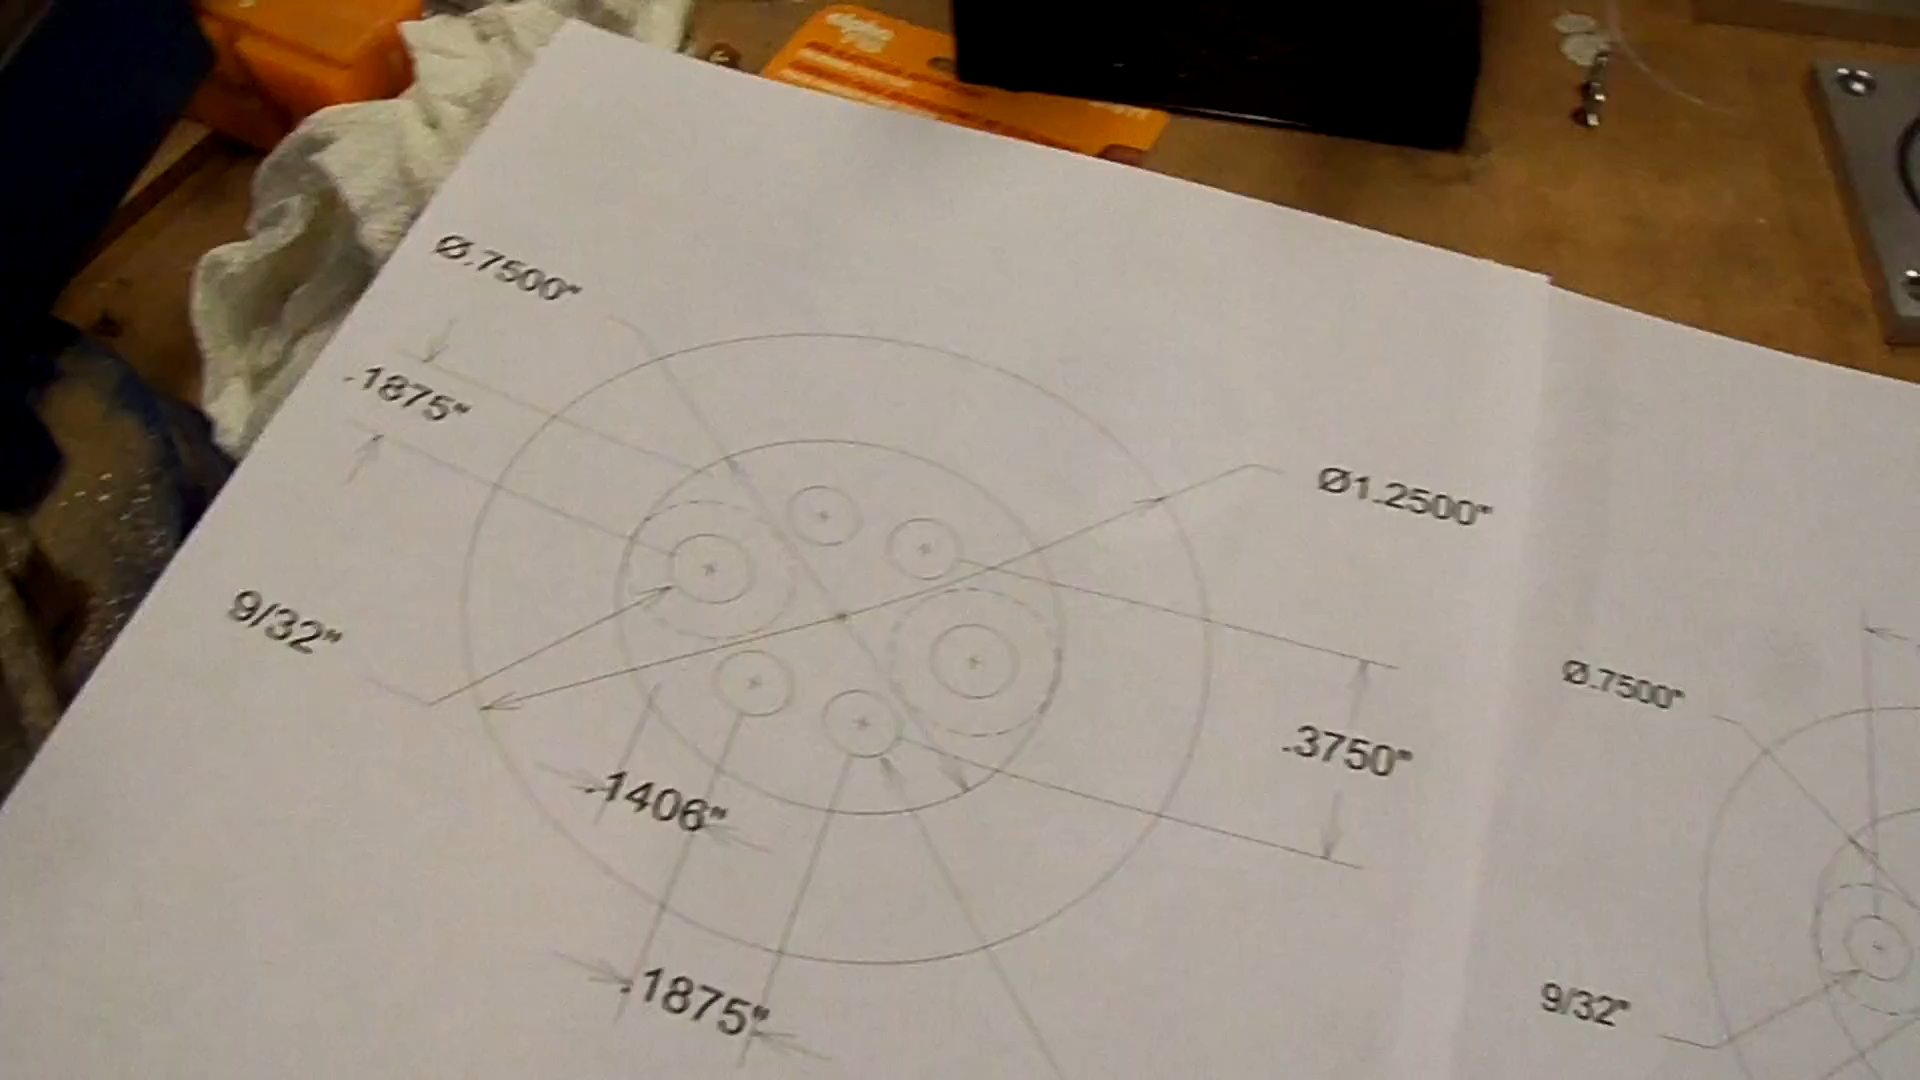 Ø.7500"
.1875"
9/32"
.1406"
.1875"
Ø1.2500"
.3750"
Ø.7500"
9/32"